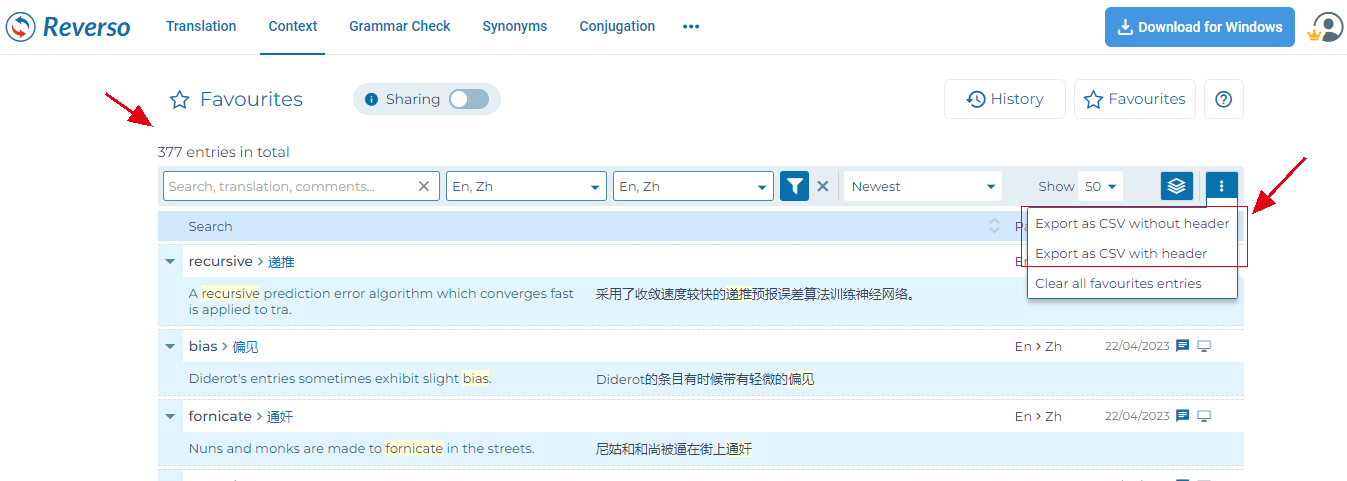 Reverso Translation Context Grammar Check Synonyms Conjugation ••• Download for Windows
Favourites Sharing History Favourites
377 entries in total
Search, translation, comments... En, Zh En, Zh Newest Show 50
Search
Export as CSV without header
Export as CSV with header
Clear all favourites entries
recursive > 递推
A recursive prediction error algorithm which converges fast
is applied to tra.
采用了收敛速度较快的递推预报误差算法训练神经网络。
bias > 偏见 En > Zh 22/04/2023
Diderot's entries sometimes exhibit slight bias. Diderot的条目有时候带有轻微的偏见
fornicate > 通奸 En > Zh 22/04/2023
Nuns and monks are made to fornicate in the streets. 尼姑和和尚被逼在街上通奸